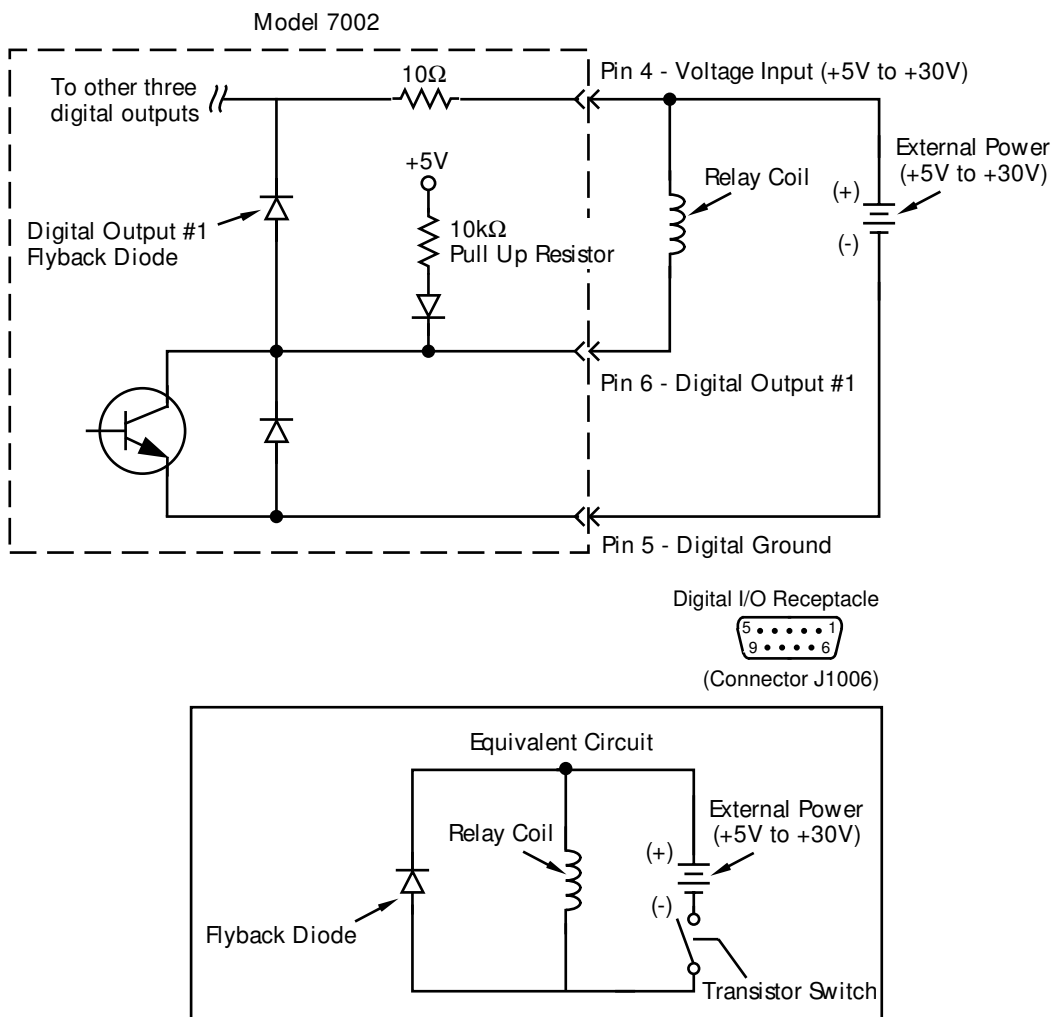 Model 7002
To other three
digital outputs
10Ω
Pin 4 - Voltage Input (+5V to +30V)
+5V
Relay Coil
External Power
(+5V to +30V)
(+)
(-)
Digital Output #1
Flyback Diode
10kΩ
Pull Up Resistor
Pin 6 - Digital Output #1
Pin 5 - Digital Ground
Digital I/O Receptacle
5 1
9 6
(Connector J1006)
Equivalent Circuit
Relay Coil
External Power
(+5V to +30V)
(+)
(-)
Flyback Diode
Transistor Switch